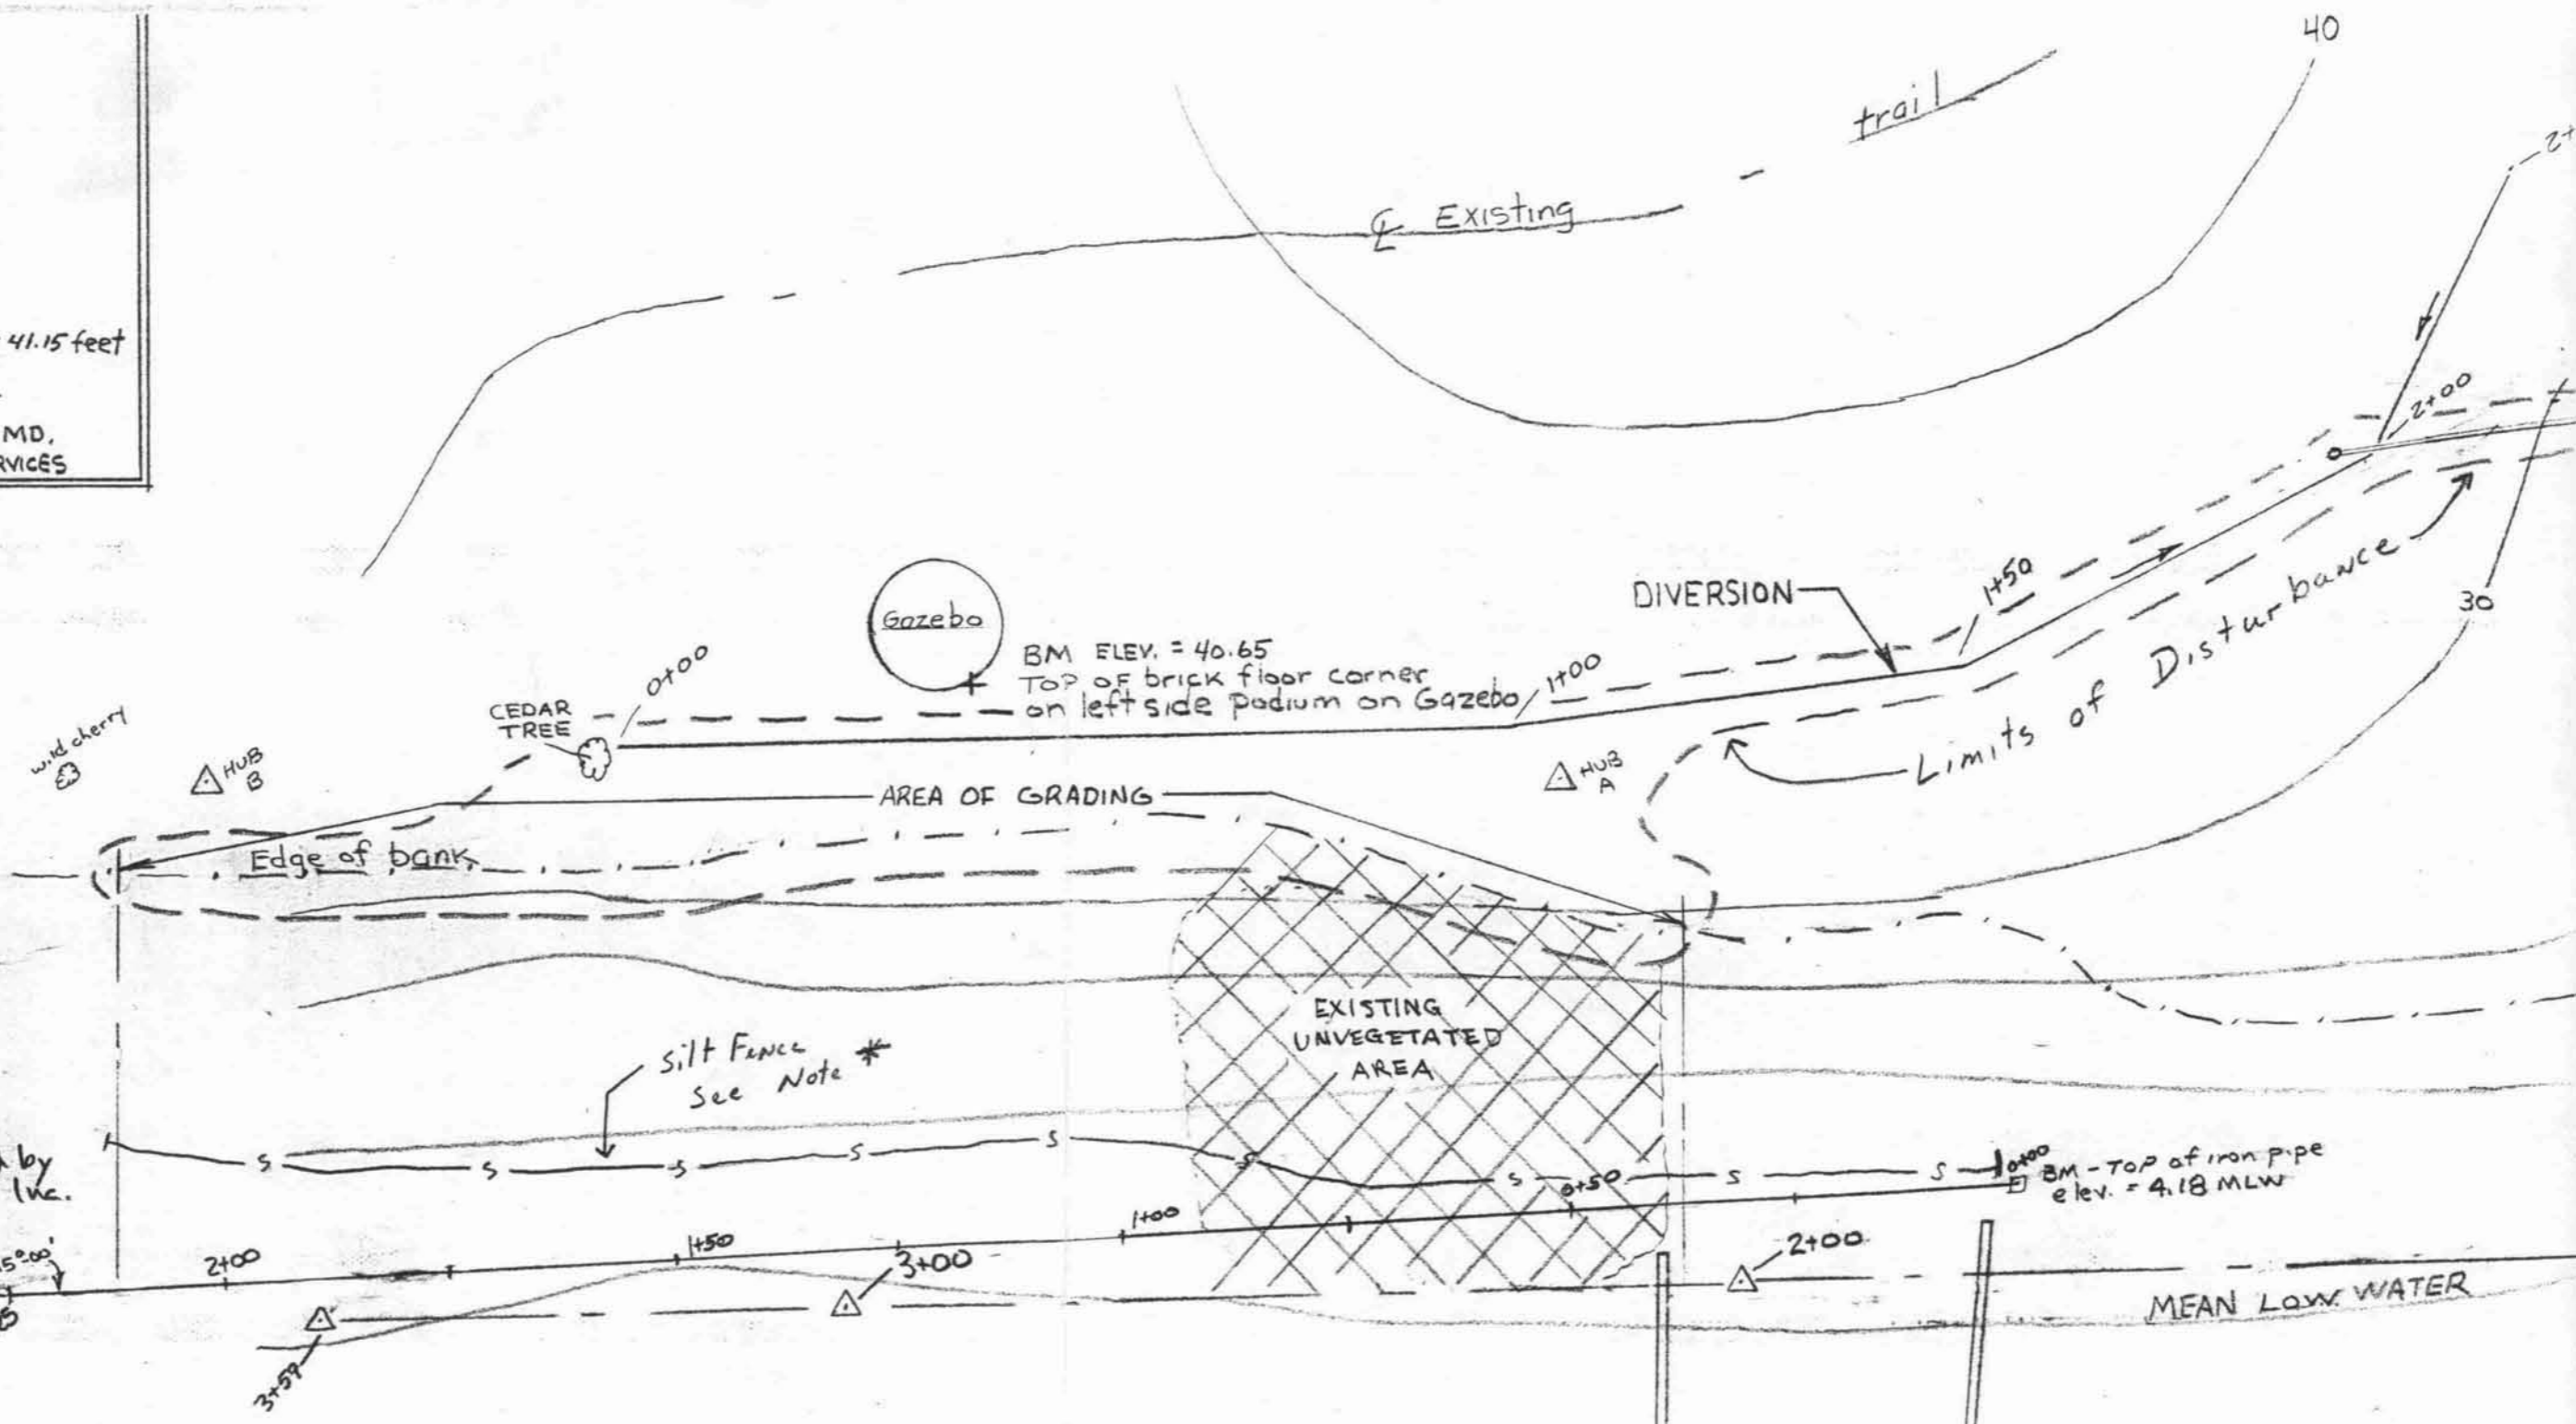 40
trail
℄ Existing
41.15 feet
MD.
RVICES
2+
2+00
30
1+50
DIVERSION
Limits of Disturbance
Gazebo
BM ELEV. = 40.65
TOP OF brick floor corner
on left side podium on Gazebo
1+00
0+00
CEDAR
TREE
wild cherry
HUB
B
HUB
A
AREA OF GRADING
Edge of bank
EXISTING
UNVEGETATED
AREA
Silt Fence
See Note *
by
Inc.
S S S S S S S S S
0+00
BM - TOP of iron pipe
elev. = 4.18 MLW
0+50
1+00
1+50
2+00
2+00
3+00
3+59
MEAN LOW WATER